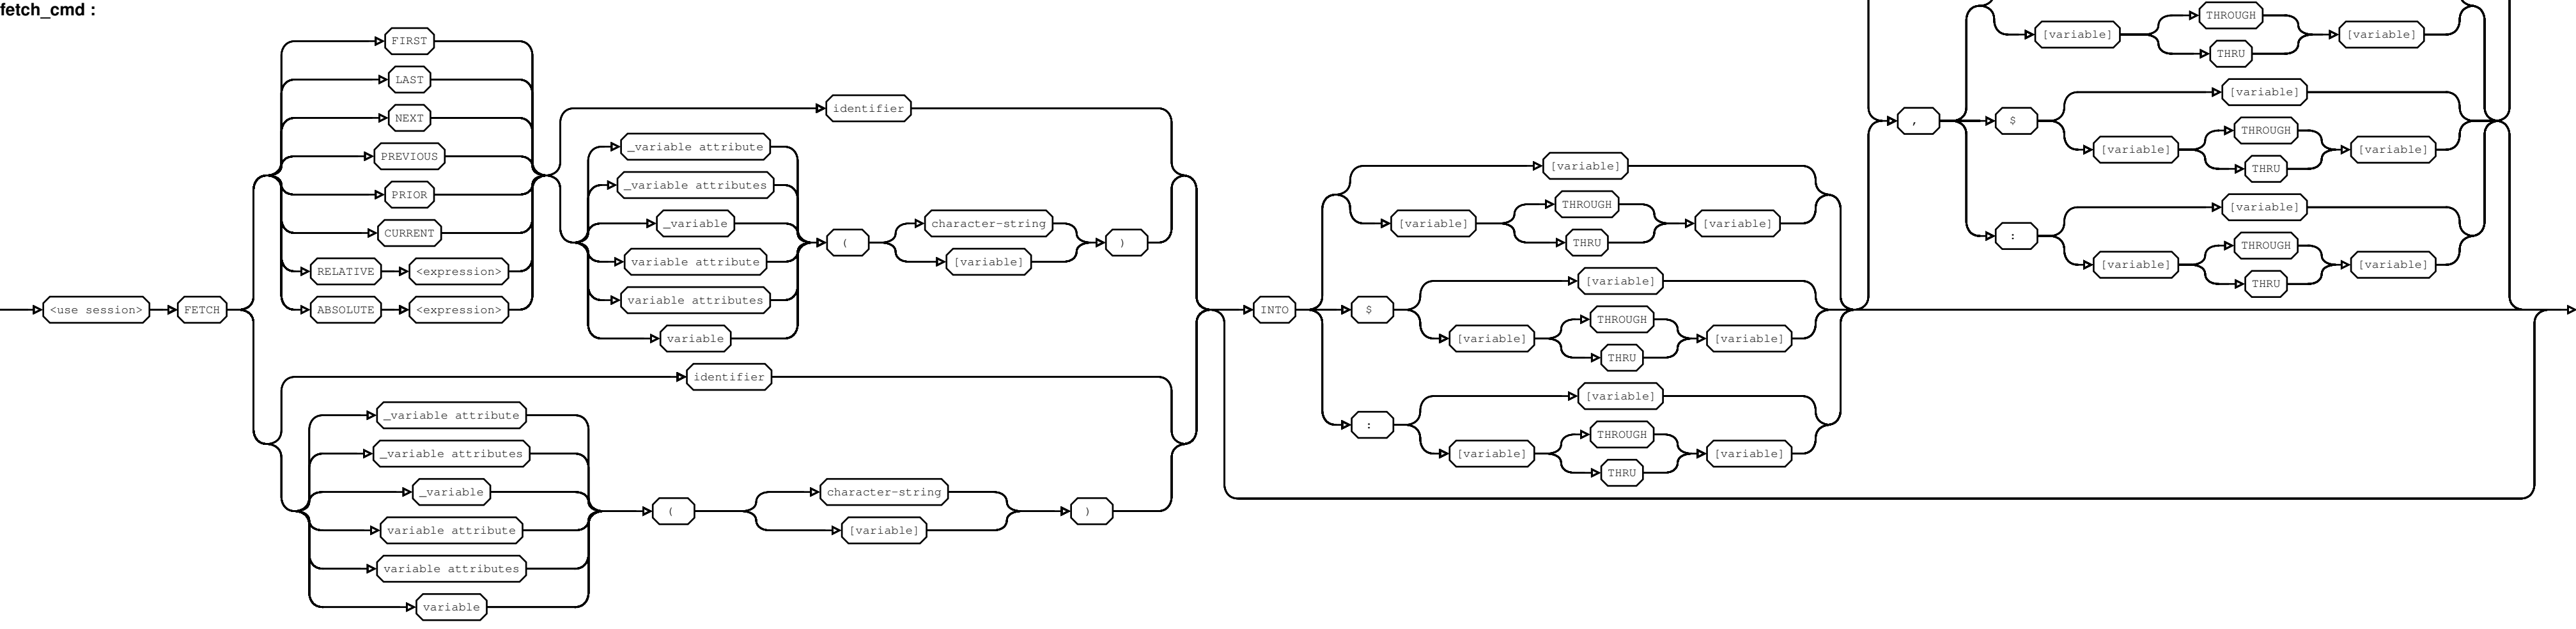 fetch_cmd :
<use session>
FETCH
FIRST
LAST
NEXT
PREVIOUS
PRIOR
CURRENT
RELATIVE <expression>
ABSOLUTE <expression>
identifier
_variable attribute
_variable attributes
_variable
variable attribute
variable attributes
variable
(
character-string
[variable]
)
identifier
_variable attribute
_variable attributes
_variable
variable attribute
variable attributes
variable
(
character-string
[variable]
)
INTO
[variable]
[variable]
THROUGH
THRU
[variable]
$
[variable]
[variable]
THROUGH
THRU
[variable]
:
[variable]
[variable]
THROUGH
THRU
[variable]
,
[variable]
THROUGH
THRU
[variable]
$
[variable]
[variable]
THROUGH
THRU
[variable]
:
[variable]
[variable]
THROUGH
THRU
[variable]